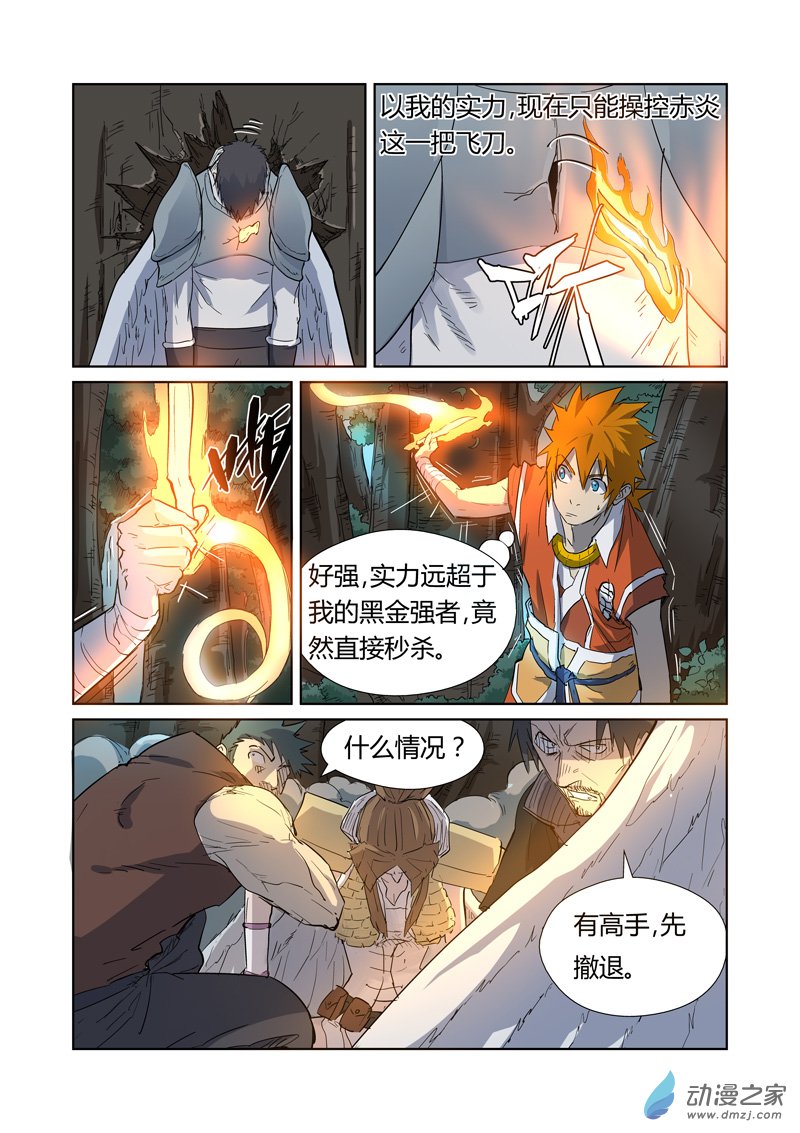 以我的实力，现在只能操控赤炎
这一把飞刀。
好强，实力远超于
我的黑金强者，竟
然直接秒杀。
什么情况？
有高手，先
撤退。
动漫之家
www.dmzj.com